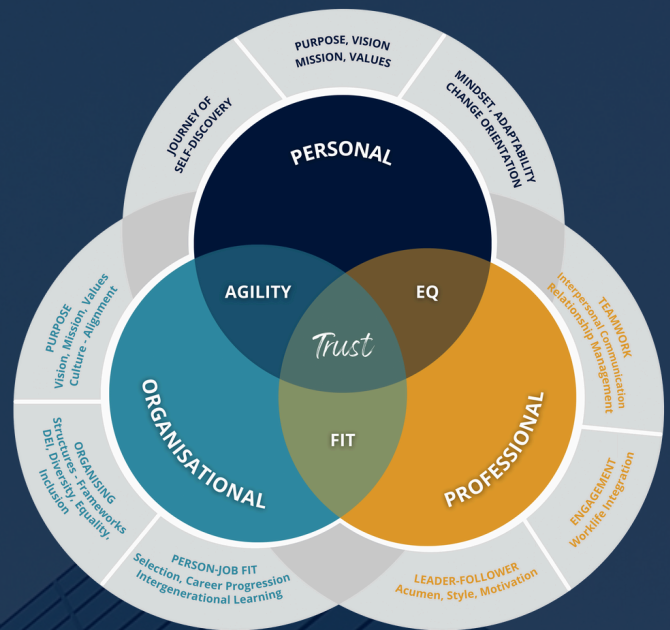 PURPOSE, VISION
MISSION, VALUES
JOURNEY OF
SELF-DISCOVERY
MINDSET, ADAPTABILITY
CHANGE ORIENTATION
PERSONAL
AGILITY
EQ
Trust
FIT
ORGANISATIONAL
PROFESSIONAL
PURPOSE
Vision, Mission, Values
Culture - Alignment
TEAMWORK
Interpersonal Communication
Relationship Management
ORGANISING
Structures - Frameworks
DEI, Diversity, Equality,
Inclusion
ENGAGEMENT
Worklife Integration
PERSON-JOB FIT
Selection, Career Progression
Intergenerational Learning
LEADER-FOLLOWER
Acumen, Style, Motivation